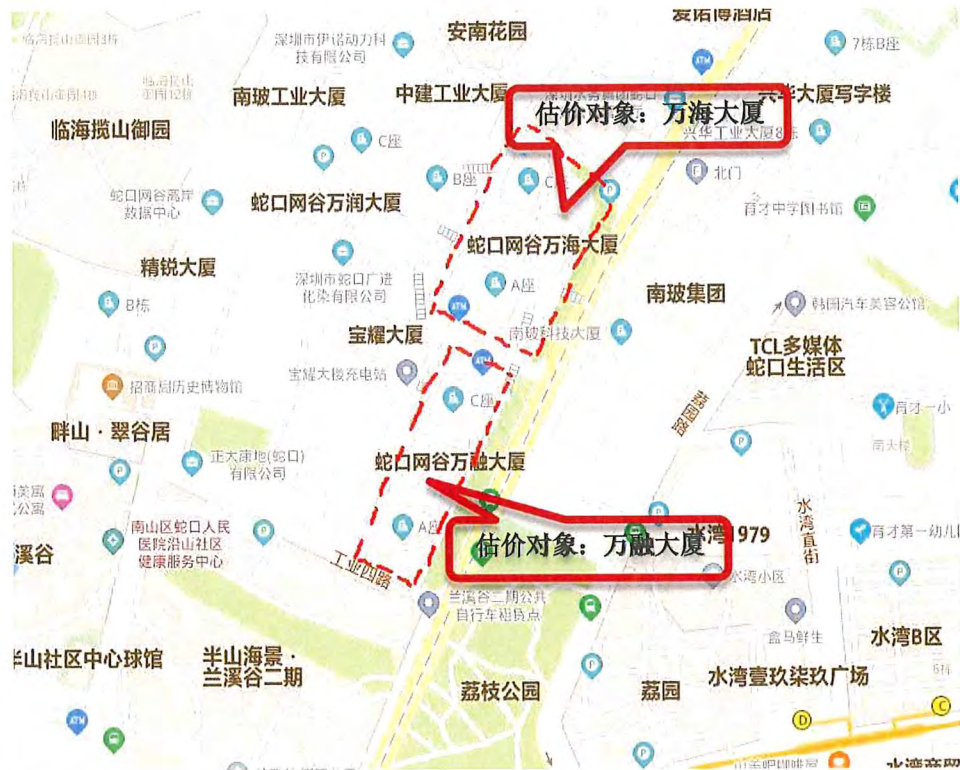 爱诺博酒店
安南花园
深圳市伊诺动力科
技有限公司
7栋B座
ATM
南玻工业大厦
中建工业大厦
兴华大厦写字楼
估价对象：万海大厦
兴华工业大厦8栋
临海揽山御园
C座
P
B座
C座
P
北门
蛇口网谷高岸
数据中心
蛇口网谷万润大厦
育才中学图书馆
蛇口网谷万海大厦
精锐大厦
深圳市蛇口广进
化染有限公司
A座
南玻集团
B栋
ATM
韩国汽车美容公馆
宝耀大厦
南玻科技大厦
P
TCL多媒体
蛇口生活区
ATM
宝耀大楼充电站
招商局历史博物馆
C座
荔园路
育才一小
畔山·翠谷居
P
正大康地(蛇口)
有限公司
蛇口网谷万融大厦
P
南山区蛇口人民
医院沿山社区
健康服务中心
P
A座
P
水湾1979
水湾直街
育才第一幼儿
溪谷
估价对象：万融大厦
工业四路
水湾小区
P
兰溪谷二期公共
自行车租赁点
盒马鲜生
水湾B区
半山社区中心球馆
半山海景·
兰溪谷二期
P
水湾壹玖柒玖广场
荔枝公园
荔园
ATM
D
C
P